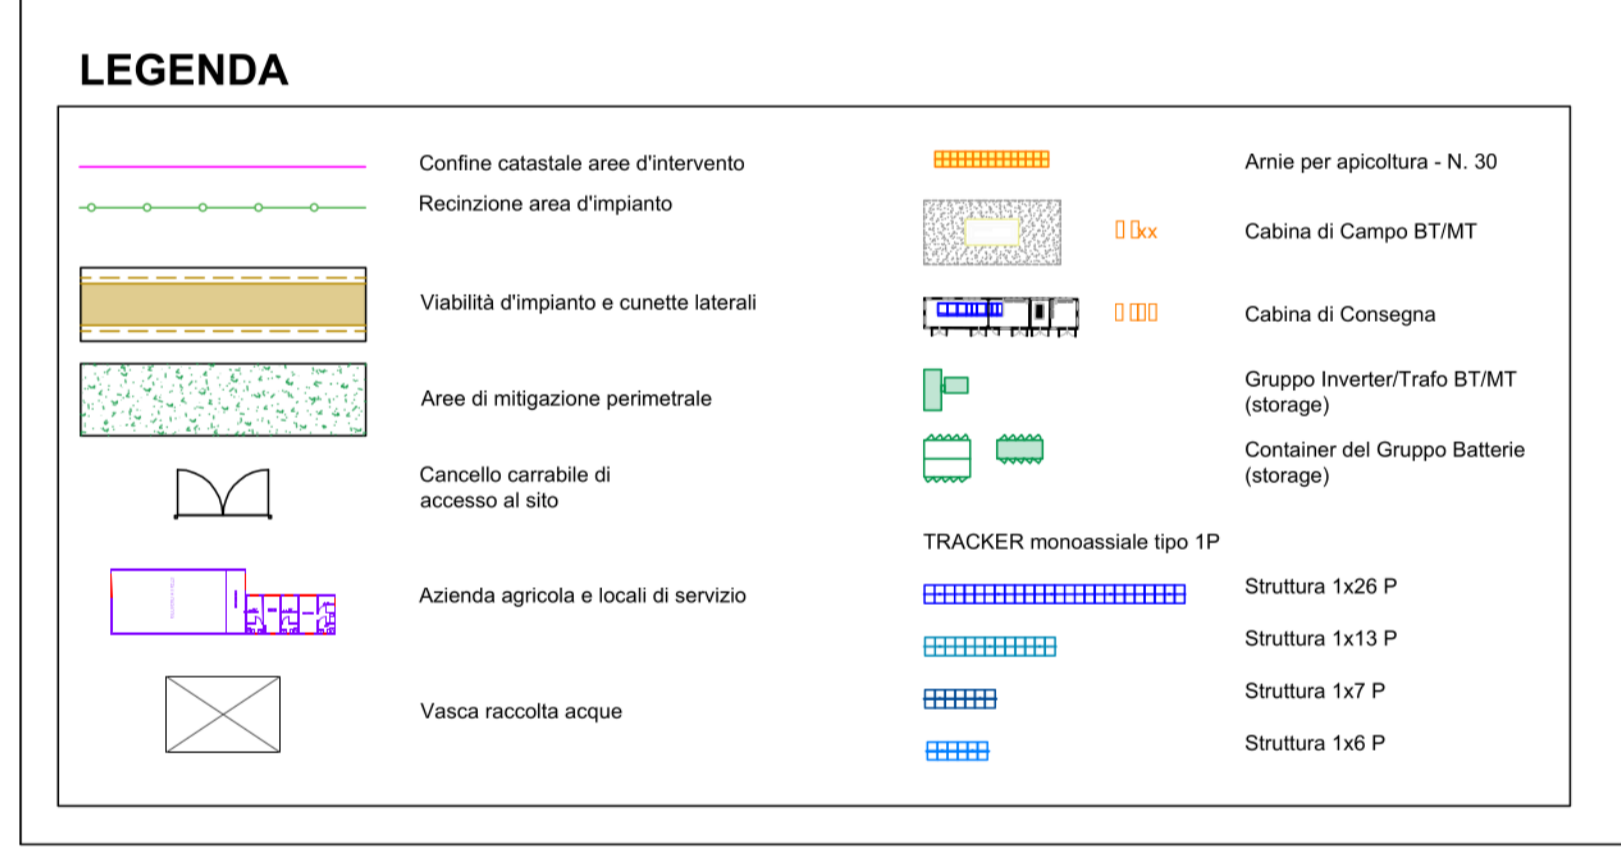 LEGENDA
Confine catastale aree d'intervento
Recinzione area d'impianto
Viabilità d'impianto e cunette laterali
Aree di mitigazione perimetrale
Cancello carrabile di
accesso al sito
Azienda agricola e locali di servizio
Vasca raccolta acque
Arnie per apicoltura - N. 30
xx
Cabina di Campo BT/MT
Cabina di Consegna
Gruppo Inverter/Trafo BT/MT
(storage)
Container del Gruppo Batterie
(storage)
TRACKER monoassiale tipo 1P
Struttura 1x26 P
Struttura 1x13 P
Struttura 1x7 P
Struttura 1x6 P